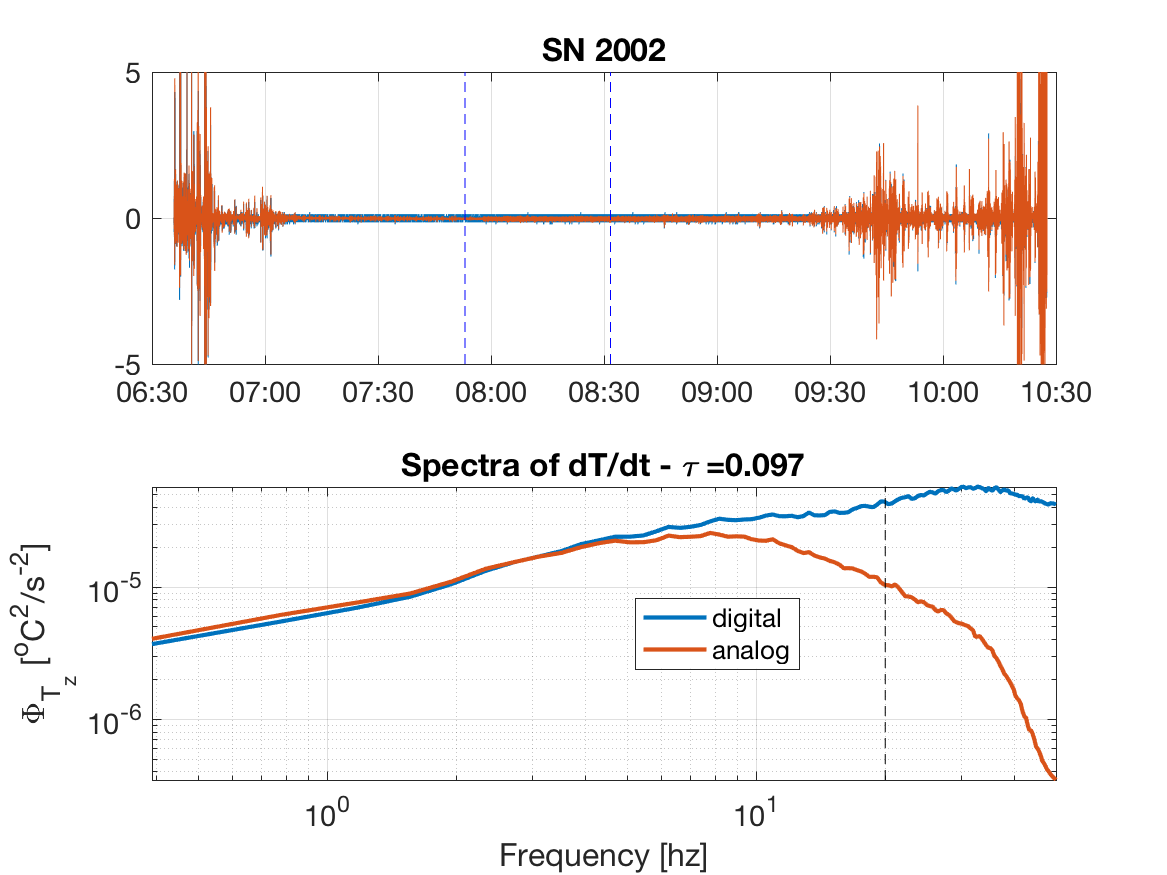 SN 2002
5
0
-5
06:30 07:00 07:30 08:00 08:30 09:00 09:30 10:00 10:30
Spectra of dT/dt - τ =0.097
Φ_{T_z} [°C²/s⁻²]
10⁻⁵
10⁻⁶
digital
analog
10⁰ 10¹
Frequency [hz]